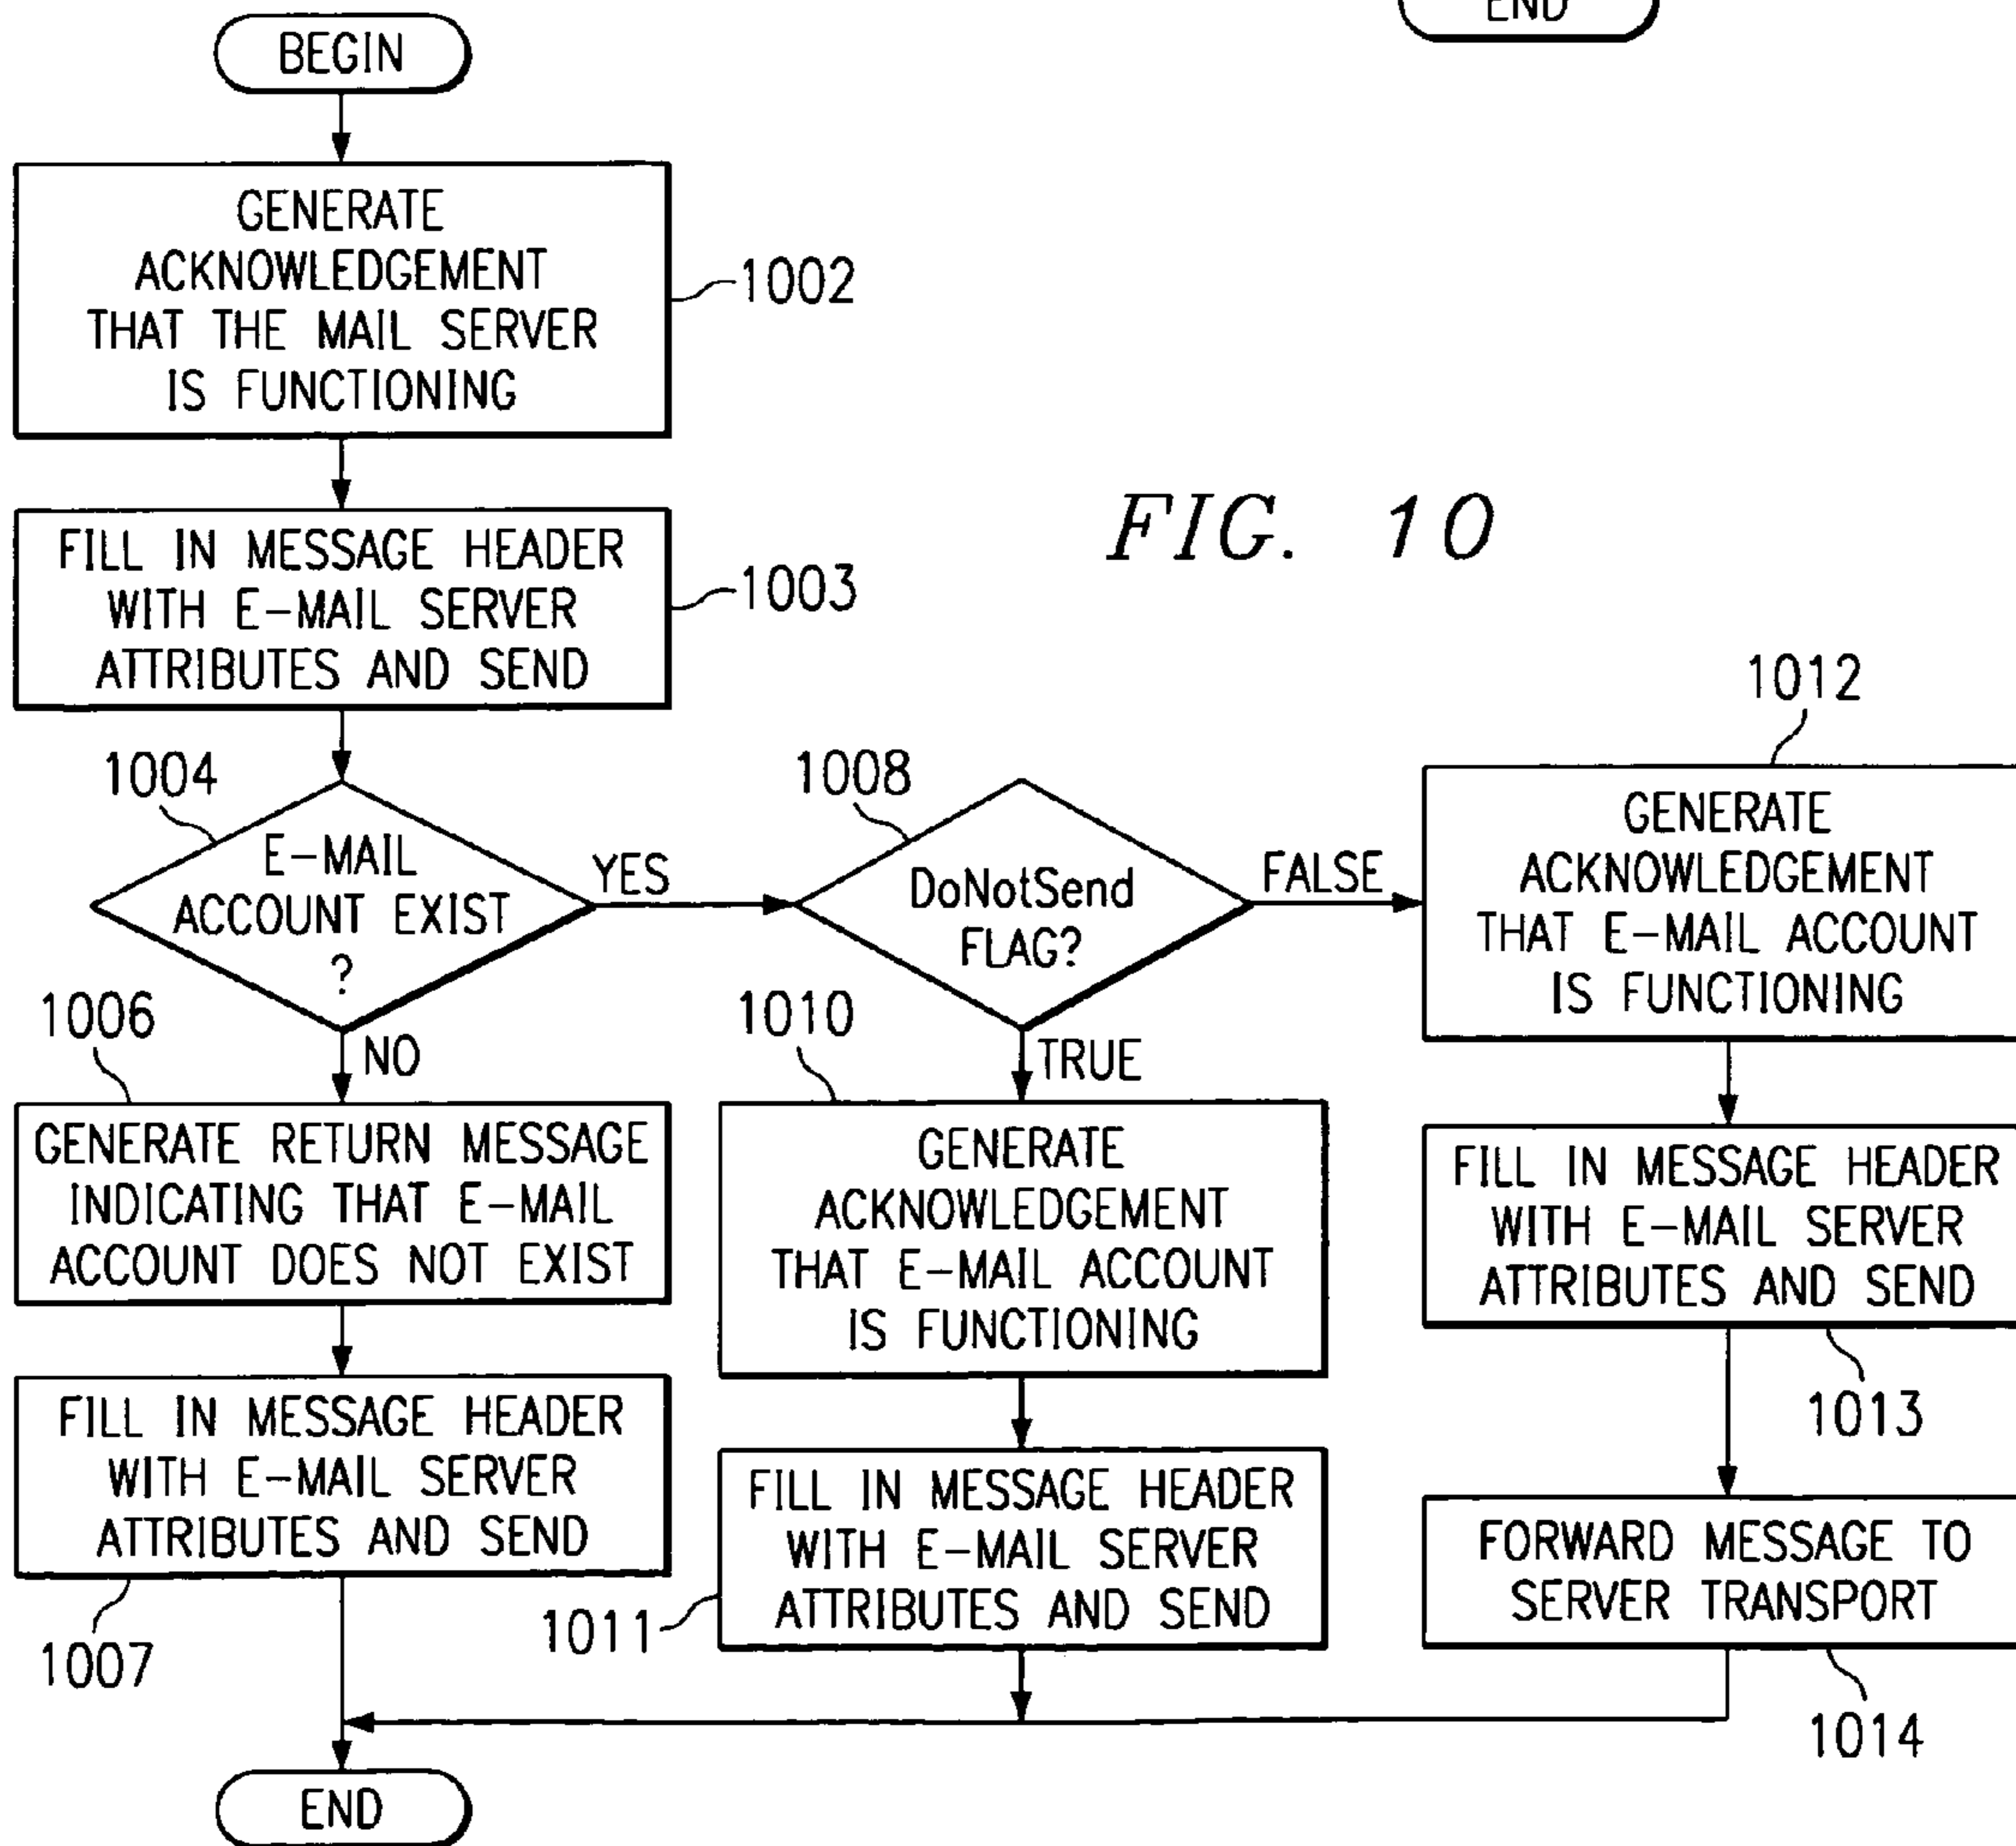 END
BEGIN
GENERATE
ACKNOWLEDGEMENT
THAT THE MAIL SERVER
IS FUNCTIONING
1002
FILL IN MESSAGE HEADER
WITH E-MAIL SERVER
ATTRIBUTES AND SEND
1003
FIG. 10
1004
E-MAIL
ACCOUNT EXIST
?
YES
NO
1008
DoNotSend
FLAG?
FALSE
TRUE
1012
GENERATE
ACKNOWLEDGEMENT
THAT E-MAIL ACCOUNT
IS FUNCTIONING
1006
GENERATE RETURN MESSAGE
INDICATING THAT E-MAIL
ACCOUNT DOES NOT EXIST
1010
GENERATE
ACKNOWLEDGEMENT
THAT E-MAIL ACCOUNT
IS FUNCTIONING
FILL IN MESSAGE HEADER
WITH E-MAIL SERVER
ATTRIBUTES AND SEND
1013
FILL IN MESSAGE HEADER
WITH E-MAIL SERVER
ATTRIBUTES AND SEND
1007
FILL IN MESSAGE HEADER
WITH E-MAIL SERVER
ATTRIBUTES AND SEND
1011
FORWARD MESSAGE TO
SERVER TRANSPORT
1014
END